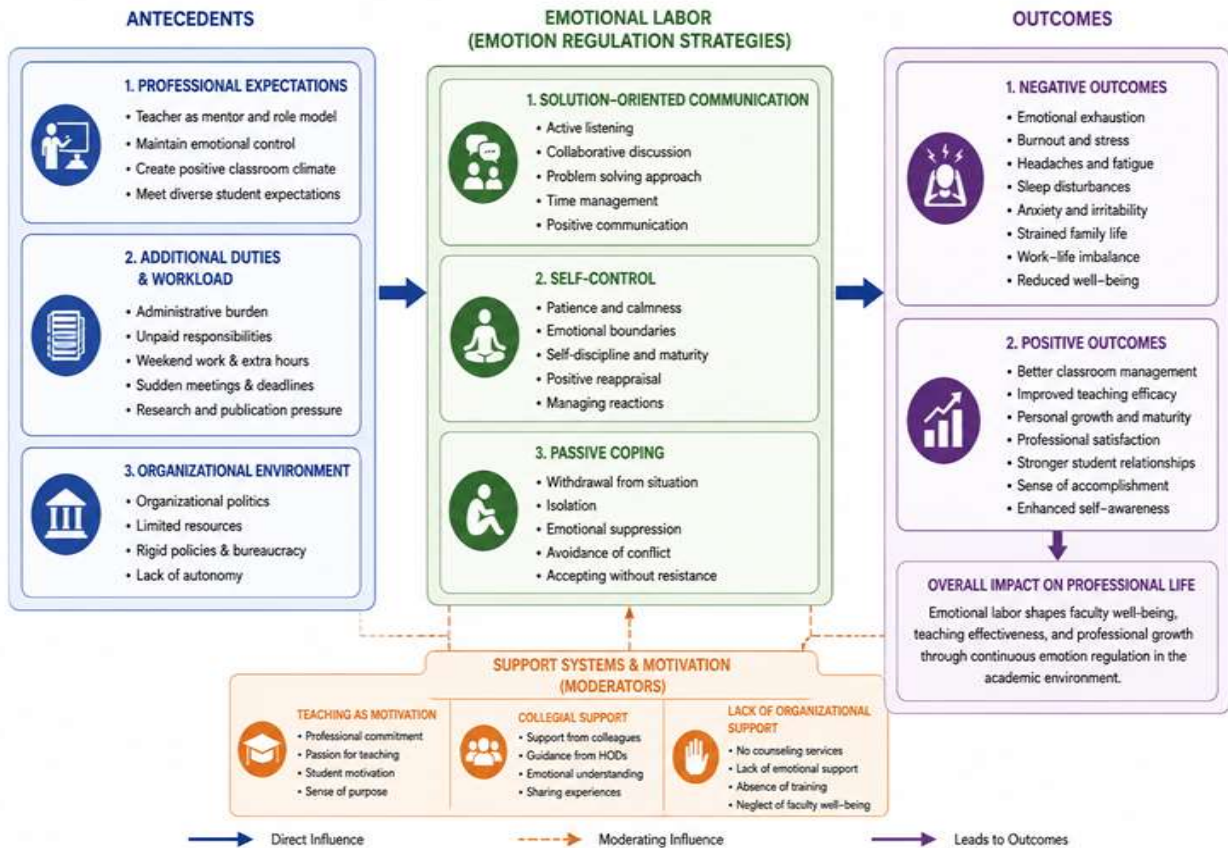 ANTECEDENTS
1. PROFESSIONAL EXPECTATIONS
• Teacher as mentor and role model
• Maintain emotional control
• Create positive classroom climate
• Meet diverse student expectations
2. ADDITIONAL DUTIES
& WORKLOAD
• Administrative burden
• Unpaid responsibilities
• Weekend work & extra hours
• Sudden meetings & deadlines
• Research and publication pressure
3. ORGANIZATIONAL ENVIRONMENT
• Organizational politics
• Limited resources
• Rigid policies & bureaucracy
• Lack of autonomy
EMOTIONAL LABOR
(EMOTION REGULATION STRATEGIES)
1. SOLUTION–ORIENTED COMMUNICATION
• Active listening
• Collaborative discussion
• Problem solving approach
• Time management
• Positive communication
2. SELF-CONTROL
• Patience and calmness
• Emotional boundaries
• Self-discipline and maturity
• Positive reappraisal
• Managing reactions
3. PASSIVE COPING
• Withdrawal from situation
• Isolation
• Emotional suppression
• Avoidance of conflict
• Accepting without resistance
OUTCOMES
1. NEGATIVE OUTCOMES
• Emotional exhaustion
• Burnout and stress
• Headaches and fatigue
• Sleep disturbances
• Anxiety and irritability
• Strained family life
• Work–life imbalance
• Reduced well-being
2. POSITIVE OUTCOMES
• Better classroom management
• Improved teaching efficacy
• Personal growth and maturity
• Professional satisfaction
• Stronger student relationships
• Sense of accomplishment
• Enhanced self–awareness
OVERALL IMPACT ON PROFESSIONAL LIFE
Emotional labor shapes faculty well-being,
teaching effectiveness, and professional growth
through continuous emotion regulation in the
academic environment.
SUPPORT SYSTEMS & MOTIVATION
(MODERATORS)
TEACHING AS MOTIVATION
• Professional commitment
• Passion for teaching
• Student motivation
• Sense of purpose
COLLEGIAL SUPPORT
• Support from colleagues
• Guidance from HODs
• Emotional understanding
• Sharing experiences
LACK OF ORGANIZATIONAL
SUPPORT
• No counseling services
• Lack of emotional support
• Absence of training
• Neglect of faculty well-being
Direct Influence
Moderating Influence
Leads to Outcomes